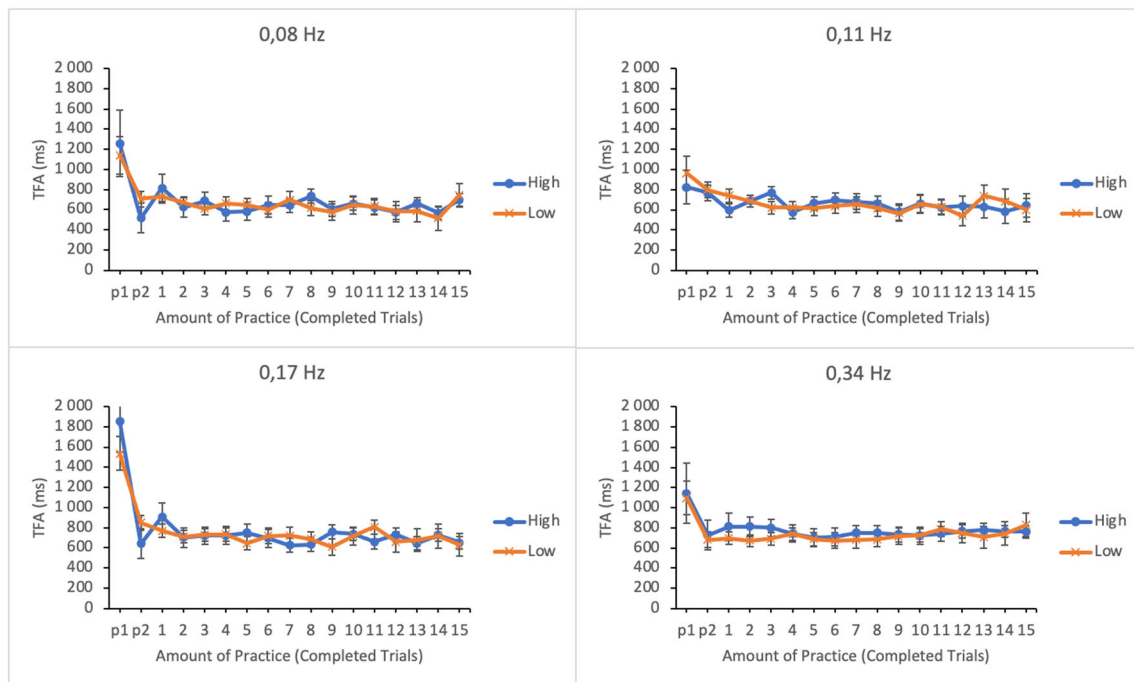 0,08 Hz
2 000
1 800
1 600
1 400
1 200
1 000
800
600
400
200
0
TFA (ms)
p1 p2 1 2 3 4 5 6 7 8 9 10 11 12 13 14 15
Amount of Practice (Completed Trials)
High
Low
0,11 Hz
2 000
1 800
1 600
1 400
1 200
1 000
800
600
400
200
0
TFA (ms)
p1 p2 1 2 3 4 5 6 7 8 9 10 11 12 13 14 15
Amount of Practice (Completed Trials)
High
Low
0,17 Hz
2 000
1 800
1 600
1 400
1 200
1 000
800
600
400
200
0
TFA (ms)
p1 p2 1 2 3 4 5 6 7 8 9 10 11 12 13 14 15
Amount of Practice (Completed Trials)
High
Low
0,34 Hz
2 000
1 800
1 600
1 400
1 200
1 000
800
600
400
200
0
TFA (ms)
p1 p2 1 2 3 4 5 6 7 8 9 10 11 12 13 14 15
Amount of Practice (Completed Trials)
High
Low